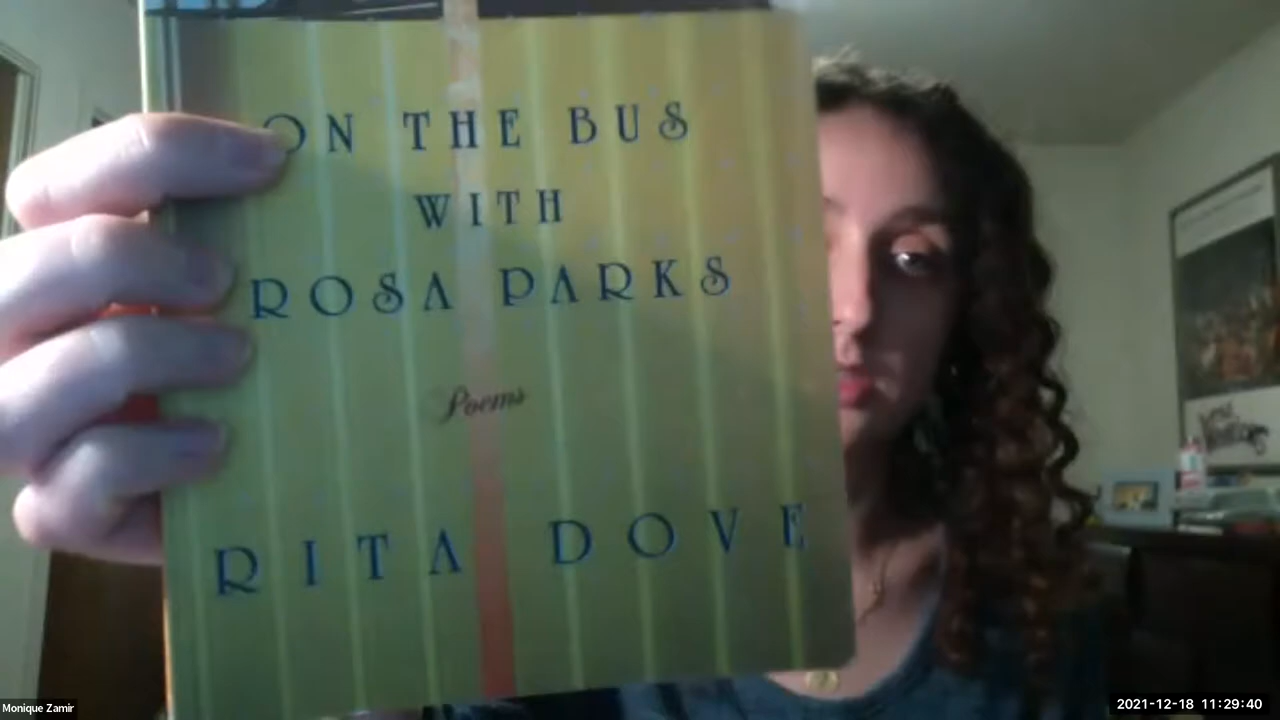 ON THE BUS
WITH
ROSA PARKS
Poems
RITA DOVE
Monique Zamir
2021-12-18 11:29:40